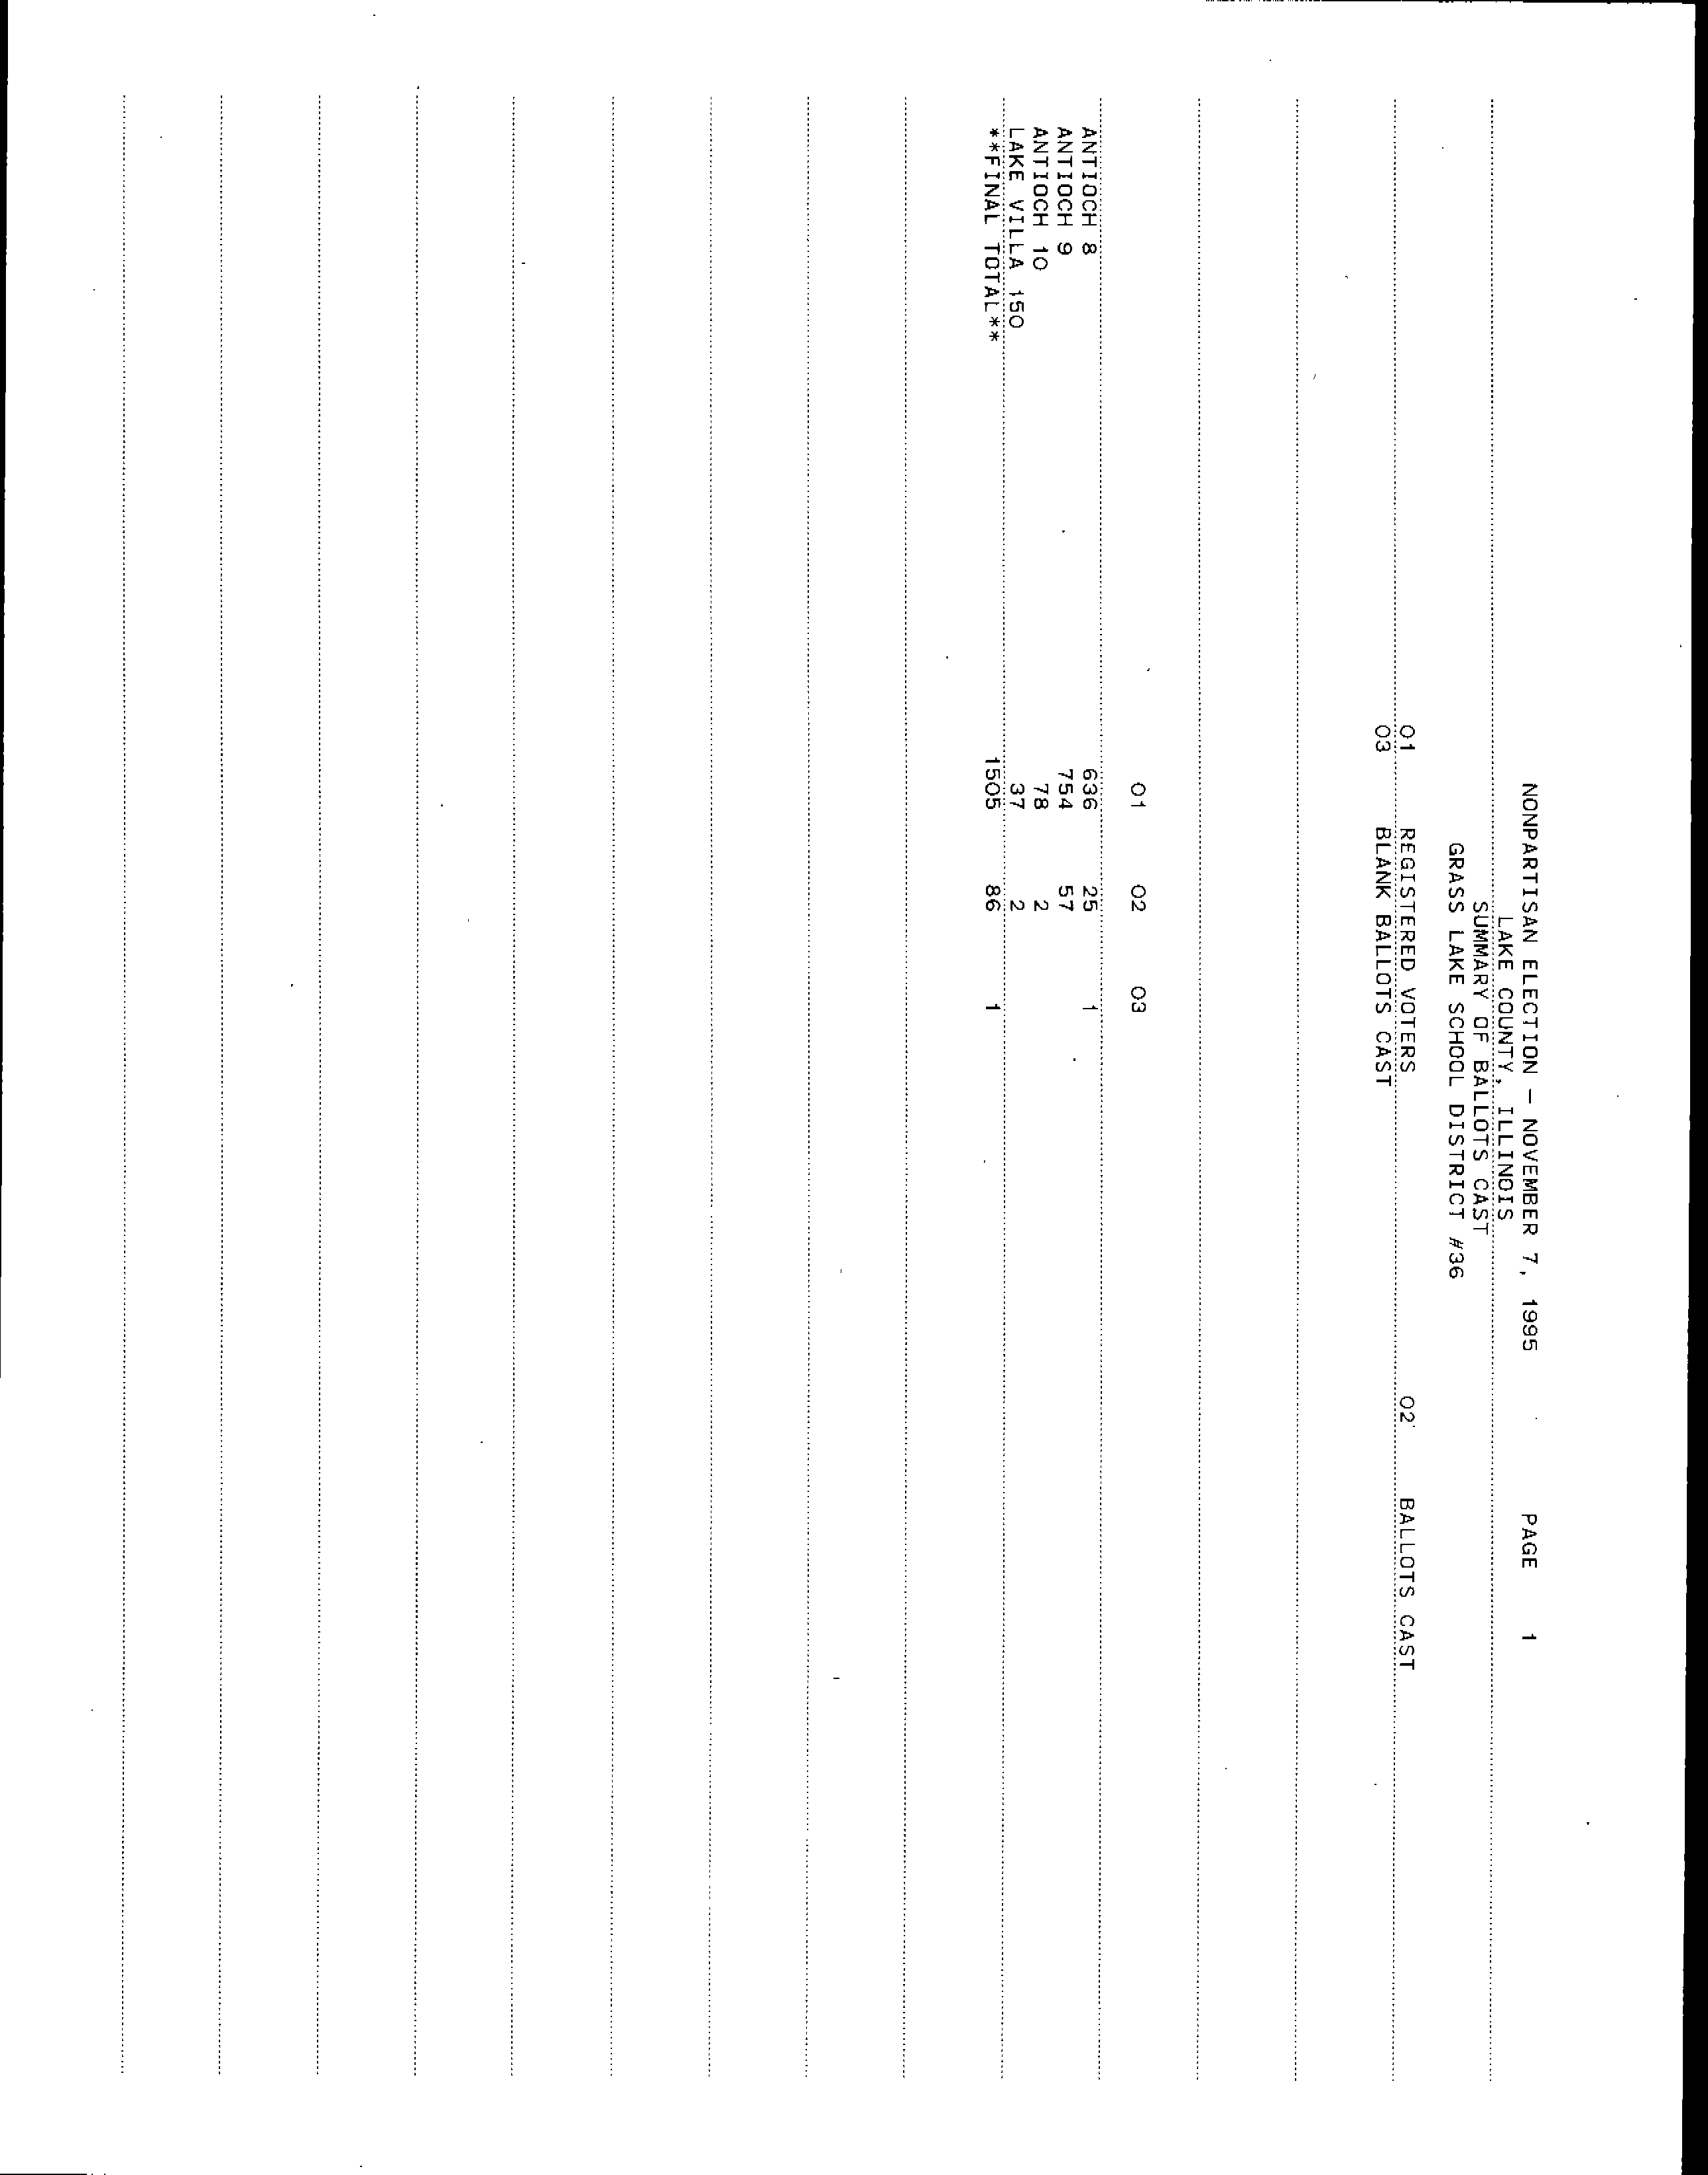 NONPARTISAN ELECTION - NOVEMBER 7, 1995 PAGE 1
LAKE COUNTY, ILLINOIS
SUMMARY OF BALLOTS CAST
GRASS LAKE SCHOOL DISTRICT #36
01 REGISTERED VOTERS 02 BALLOTS CAST
03 BLANK BALLOTS CAST
01 02 03
ANTIOCH 8 636 25 1
ANTIOCH 9 754 57
ANTIOCH 10 78 2
LAKE VILLA 150 37 2
**FINAL TOTAL** 1505 86 1